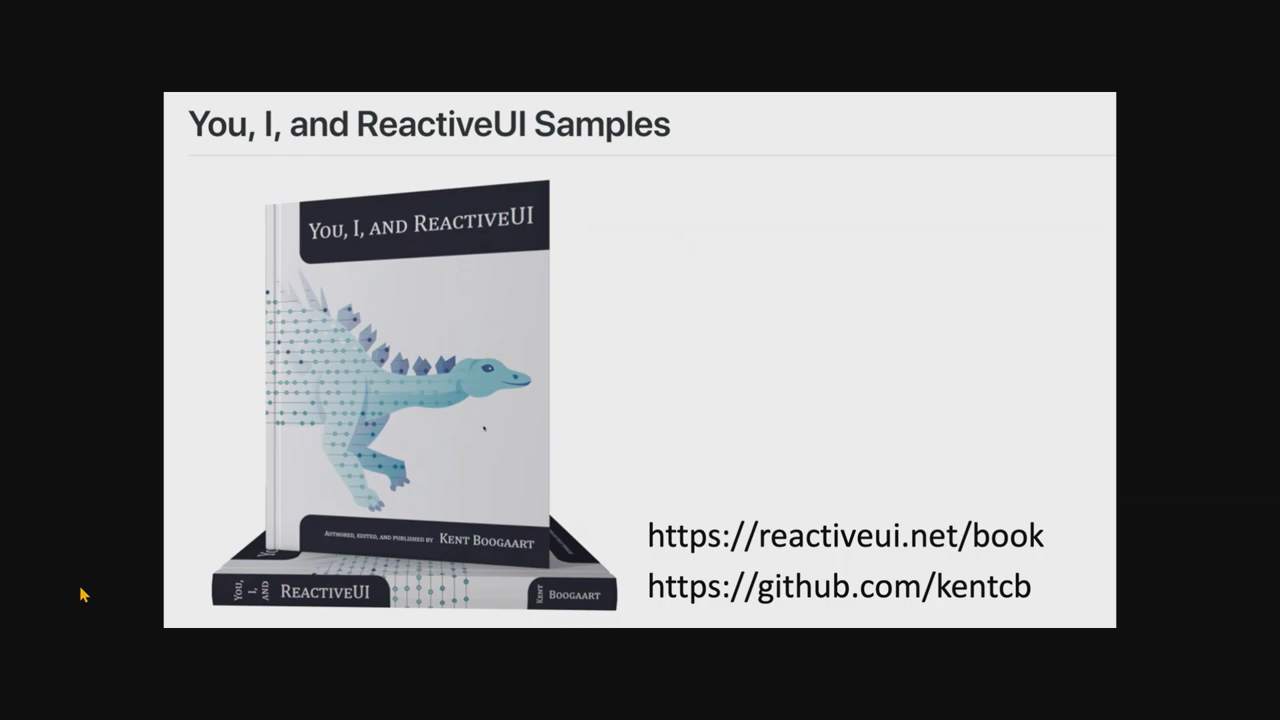 You, I, and ReactiveUI Samples
YOU, I, AND REACTIVEUI
AUTHORED, EDITED, AND PUBLISHED BY KENT BOOGAART
YOU, I, AND REACTIVEUI
KENT BOOGAART
https://reactiveui.net/book
https://github.com/kentcb